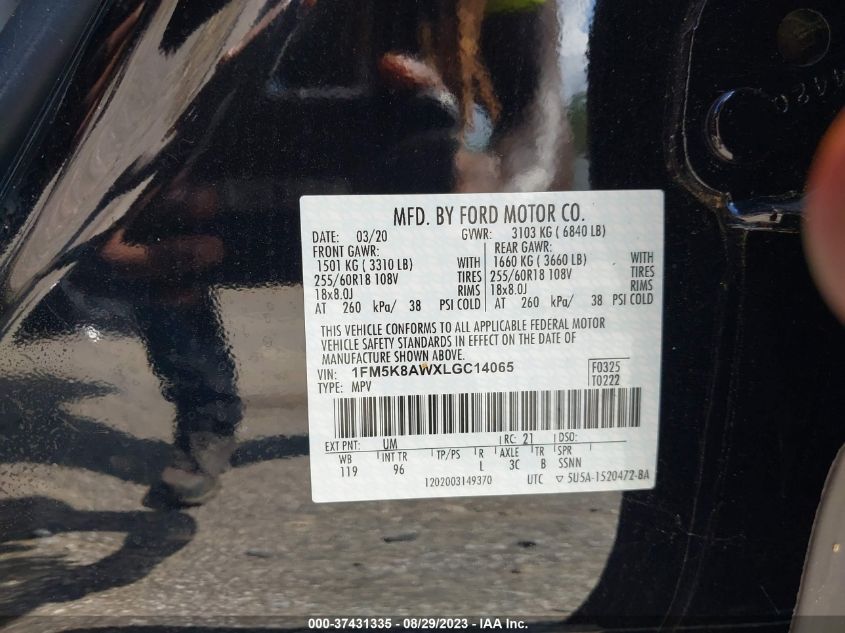 MFD. BY FORD MOTOR CO.
DATE: 03/20 GVWR: 3103 KG ( 6840 LB)
FRONT GAWR: REAR GAWR:
1501 KG ( 3310 LB) WITH 1660 KG ( 3660 LB) WITH
255/60R18 108V TIRES 255/60R18 108V TIRES
18x8.0J RIMS 18x8.0J RIMS
AT 260 kPa/ 38 PSI COLD AT 260 kPa/ 38 PSI COLD
THIS VEHICLE CONFORMS TO ALL APPLICABLE FEDERAL MOTOR
VEHICLE SAFETY STANDARDS IN EFFECT ON THE DATE OF
MANUFACTURE SHOWN ABOVE.
VIN: 1FM5K8AWXLGC14065 F0325
TYPE: MPV T0222
EXT PNT: UM RC: 21 DSO:
WB INT TR TP/PS R AXLE TR SPR
119 96 L 3C B SSNN
1202003149370 UTC ▽ 5U5A-1520472-BA
000-37431335 - 08/29/2023 - IAA Inc.